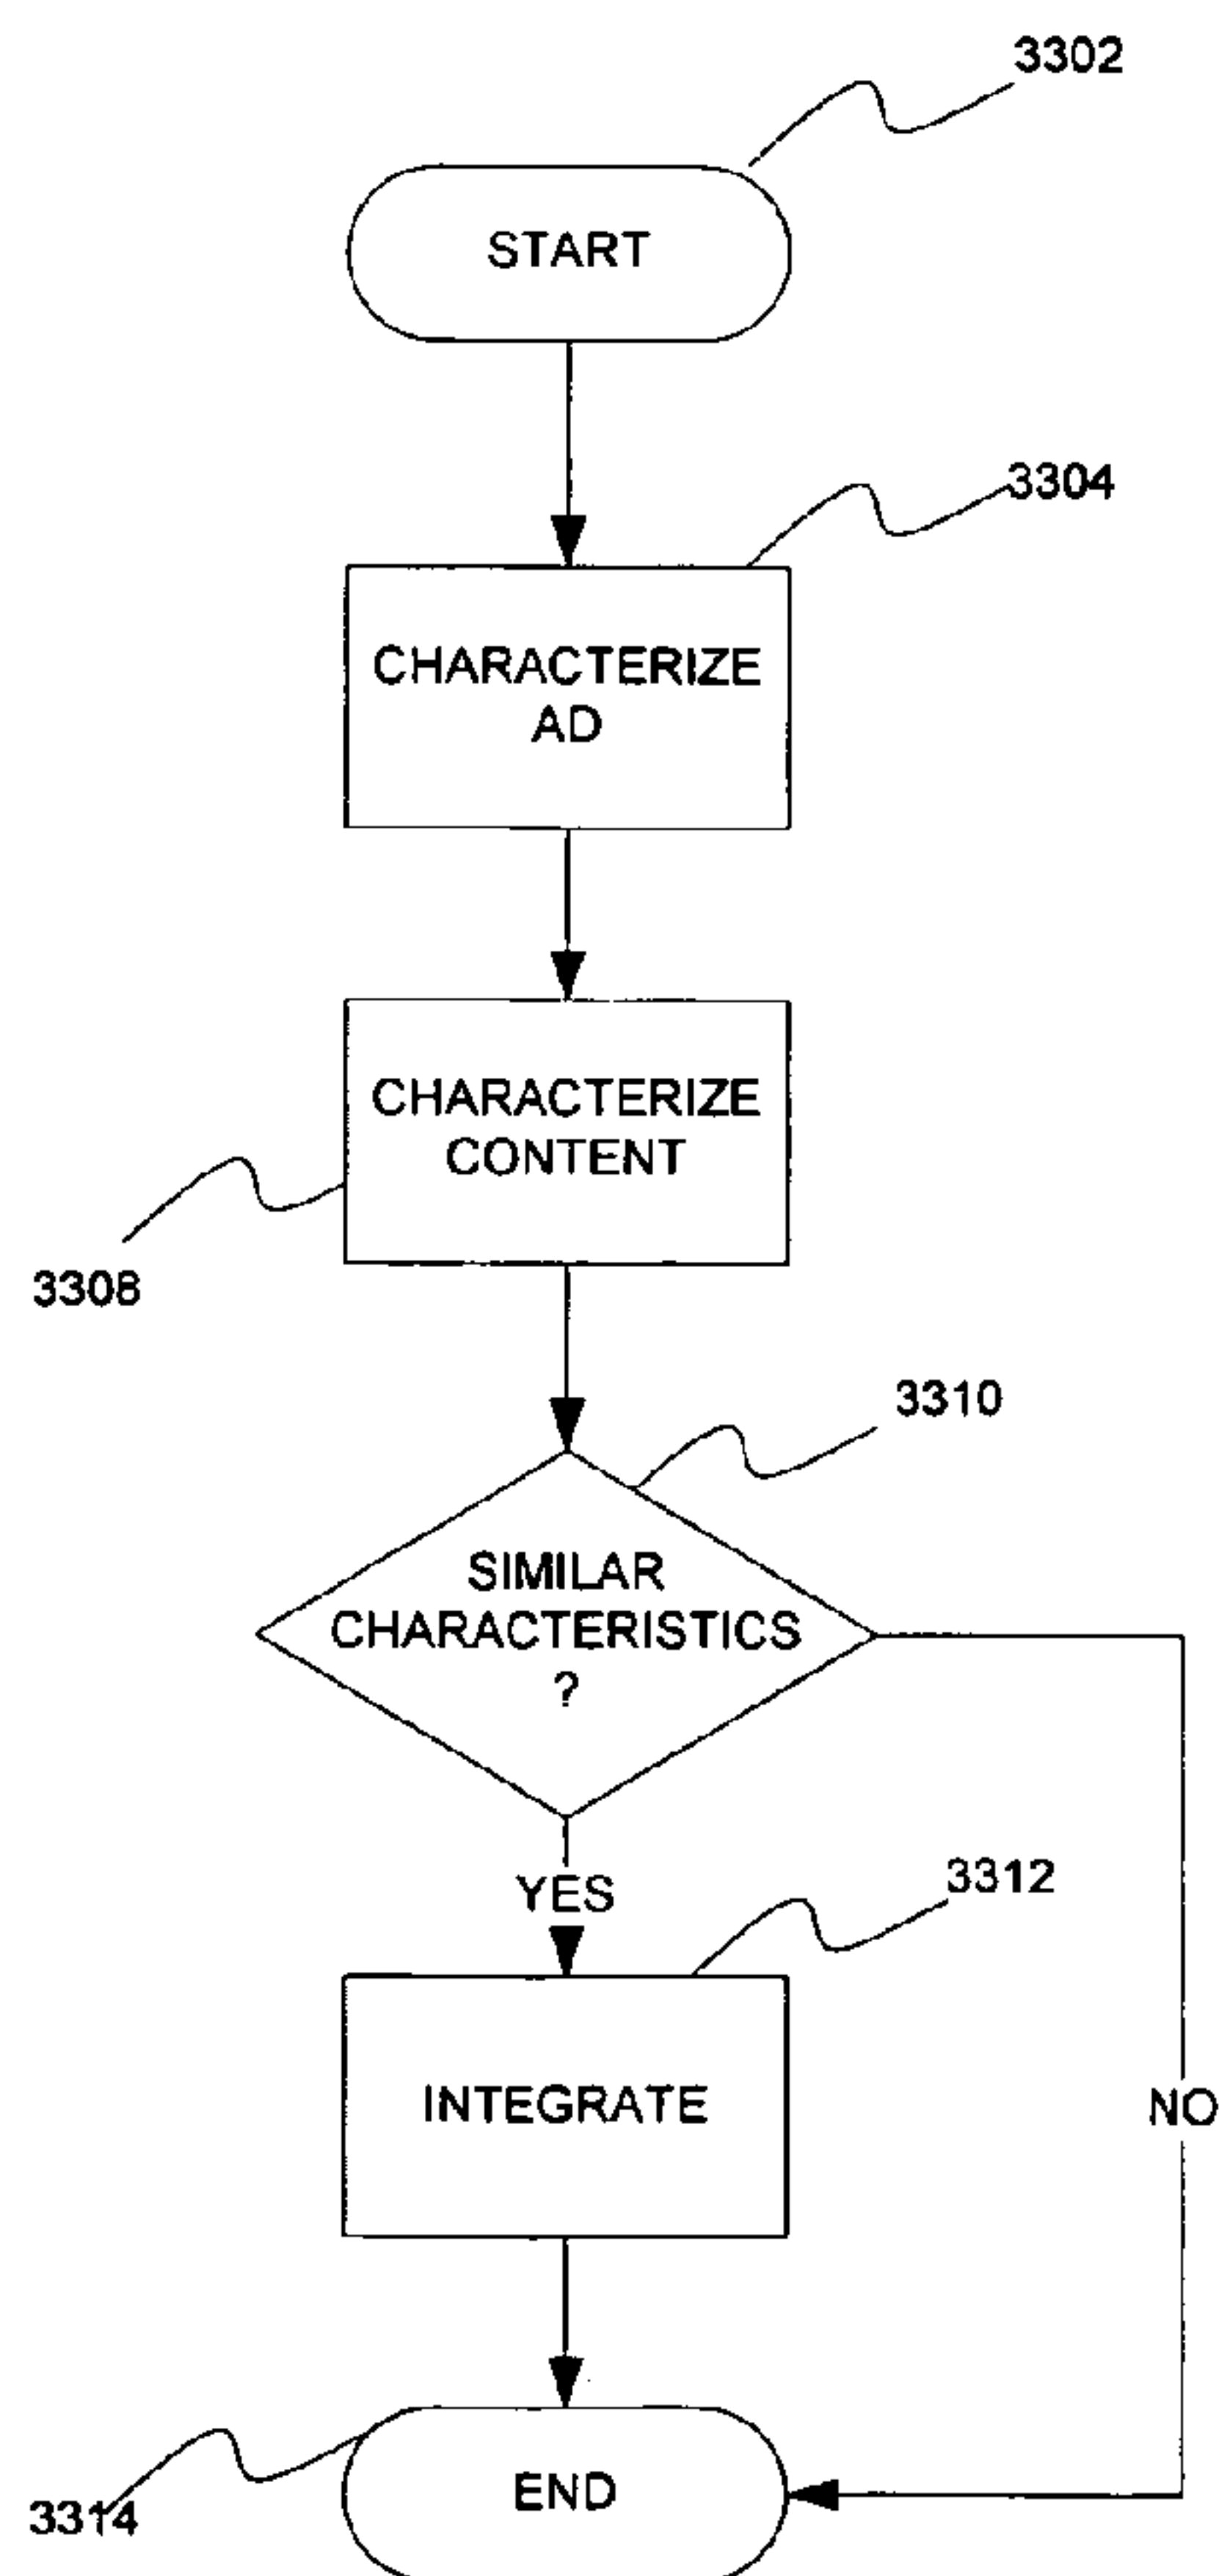 3302
START
3304
CHARACTERIZE
AD
CHARACTERIZE
CONTENT
3308
3310
SIMILAR
CHARACTERISTICS
?
YES
3312
INTEGRATE
NO
END
3314